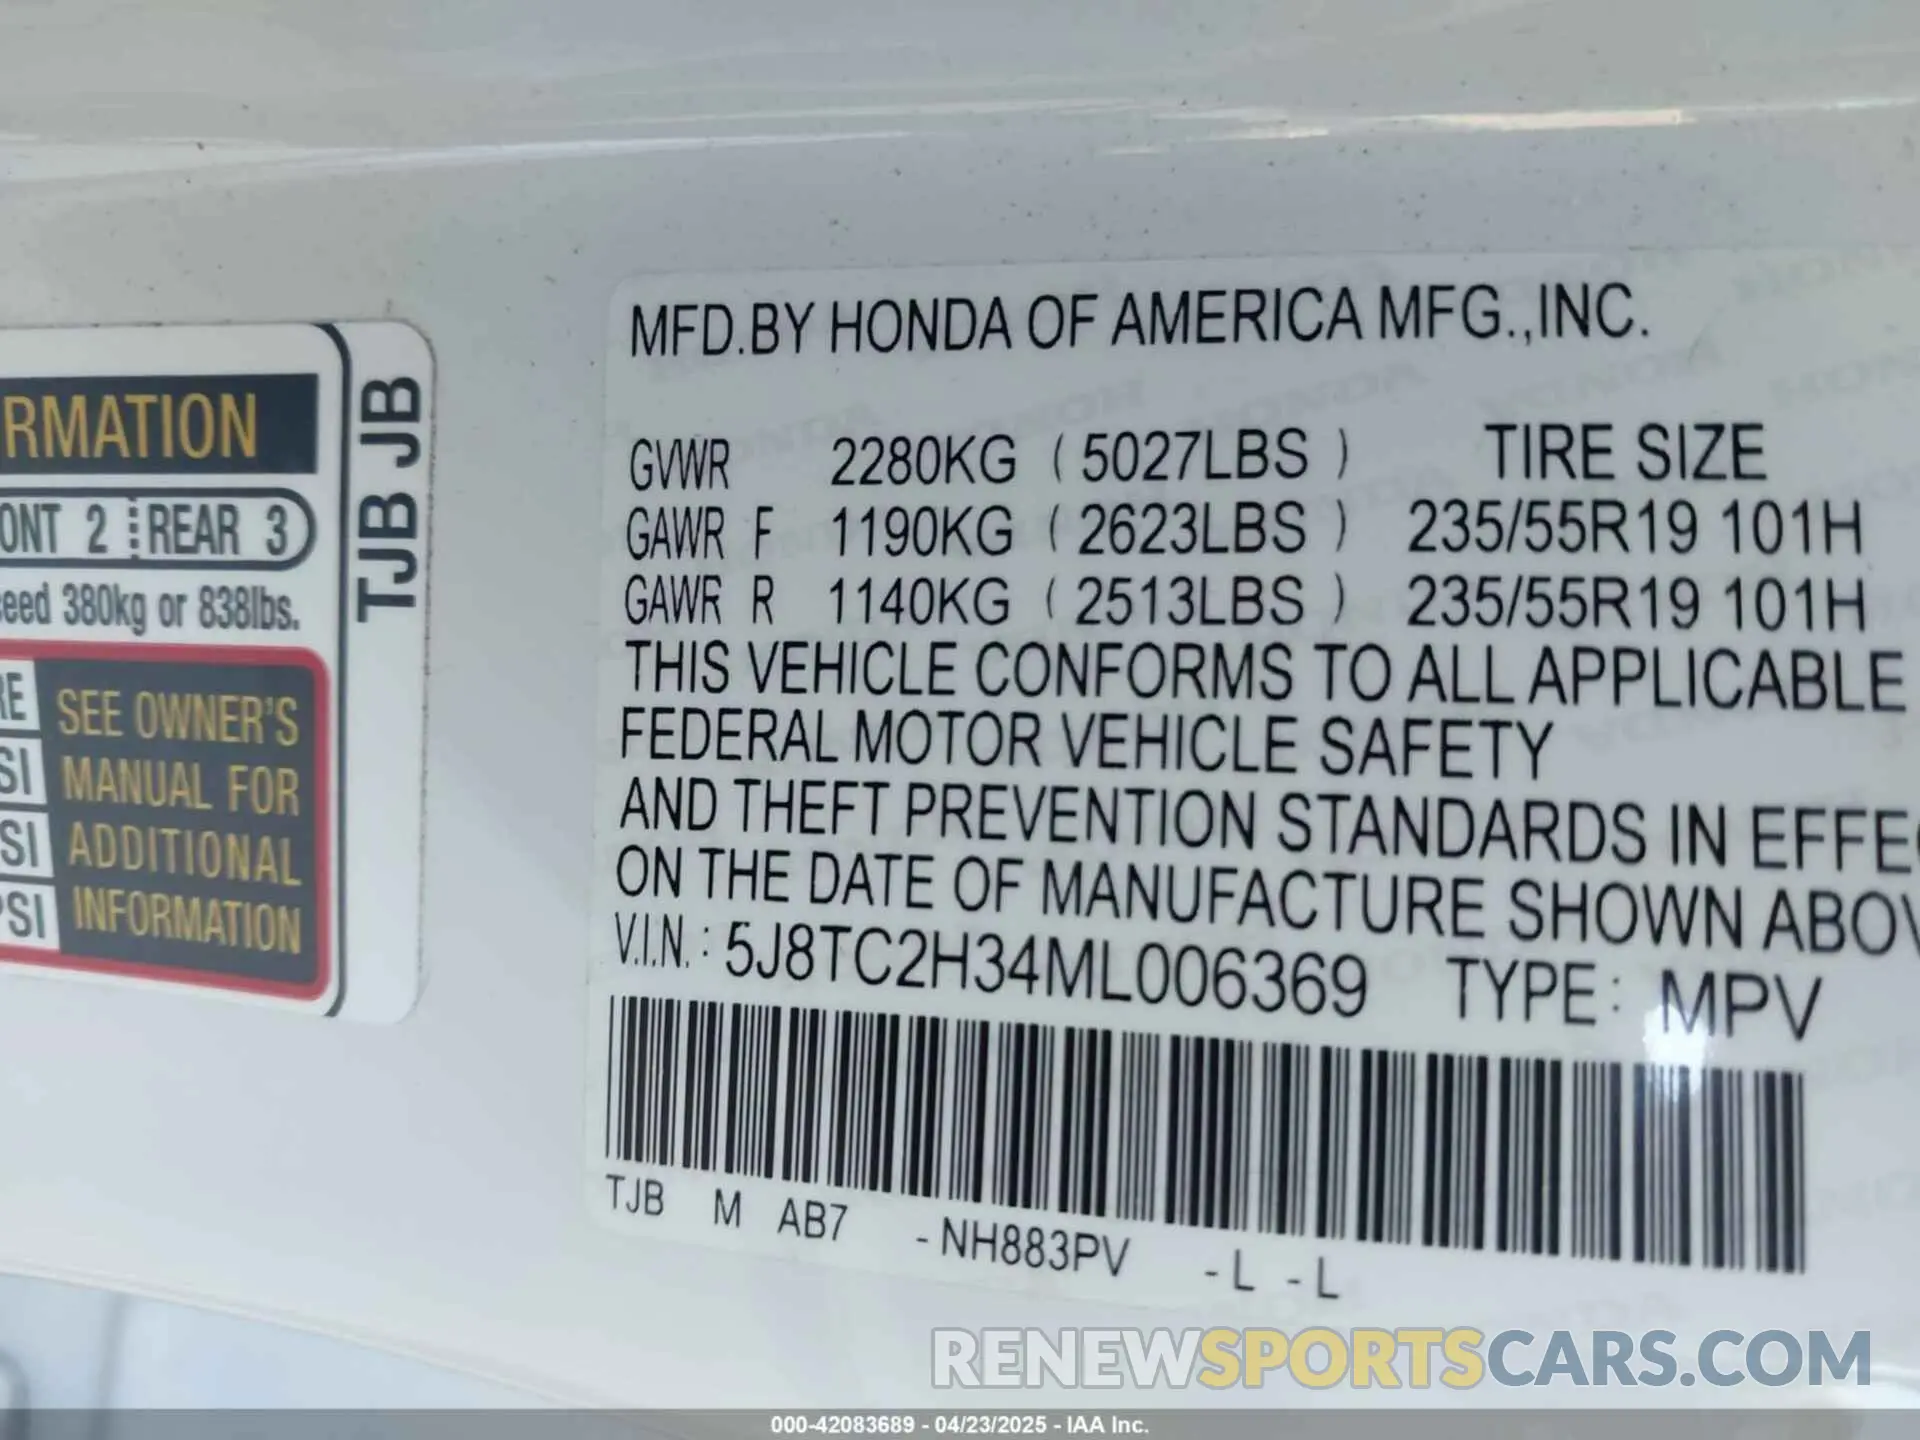 RMATION
ONT 2 REAR 3
eed 380kg or 838lbs.
RE SEE OWNER'S
SI MANUAL FOR
SI ADDITIONAL
PSI INFORMATION
TJB JB
MFD.BY HONDA OF AMERICA MFG.,INC.
GVWR 2280KG ( 5027LBS ) TIRE SIZE
GAWR F 1190KG ( 2623LBS ) 235/55R19 101H
GAWR R 1140KG ( 2513LBS ) 235/55R19 101H
THIS VEHICLE CONFORMS TO ALL APPLICABLE
FEDERAL MOTOR VEHICLE SAFETY
AND THEFT PREVENTION STANDARDS IN EFFEC
ON THE DATE OF MANUFACTURE SHOWN ABOV
V.I.N.: 5J8TC2H34ML006369 TYPE: MPV
TJB M AB7 -NH883PV -L -L
RENEWSPORTSCARS.COM
000-42083689 - 04/23/2025 - IAA Inc.